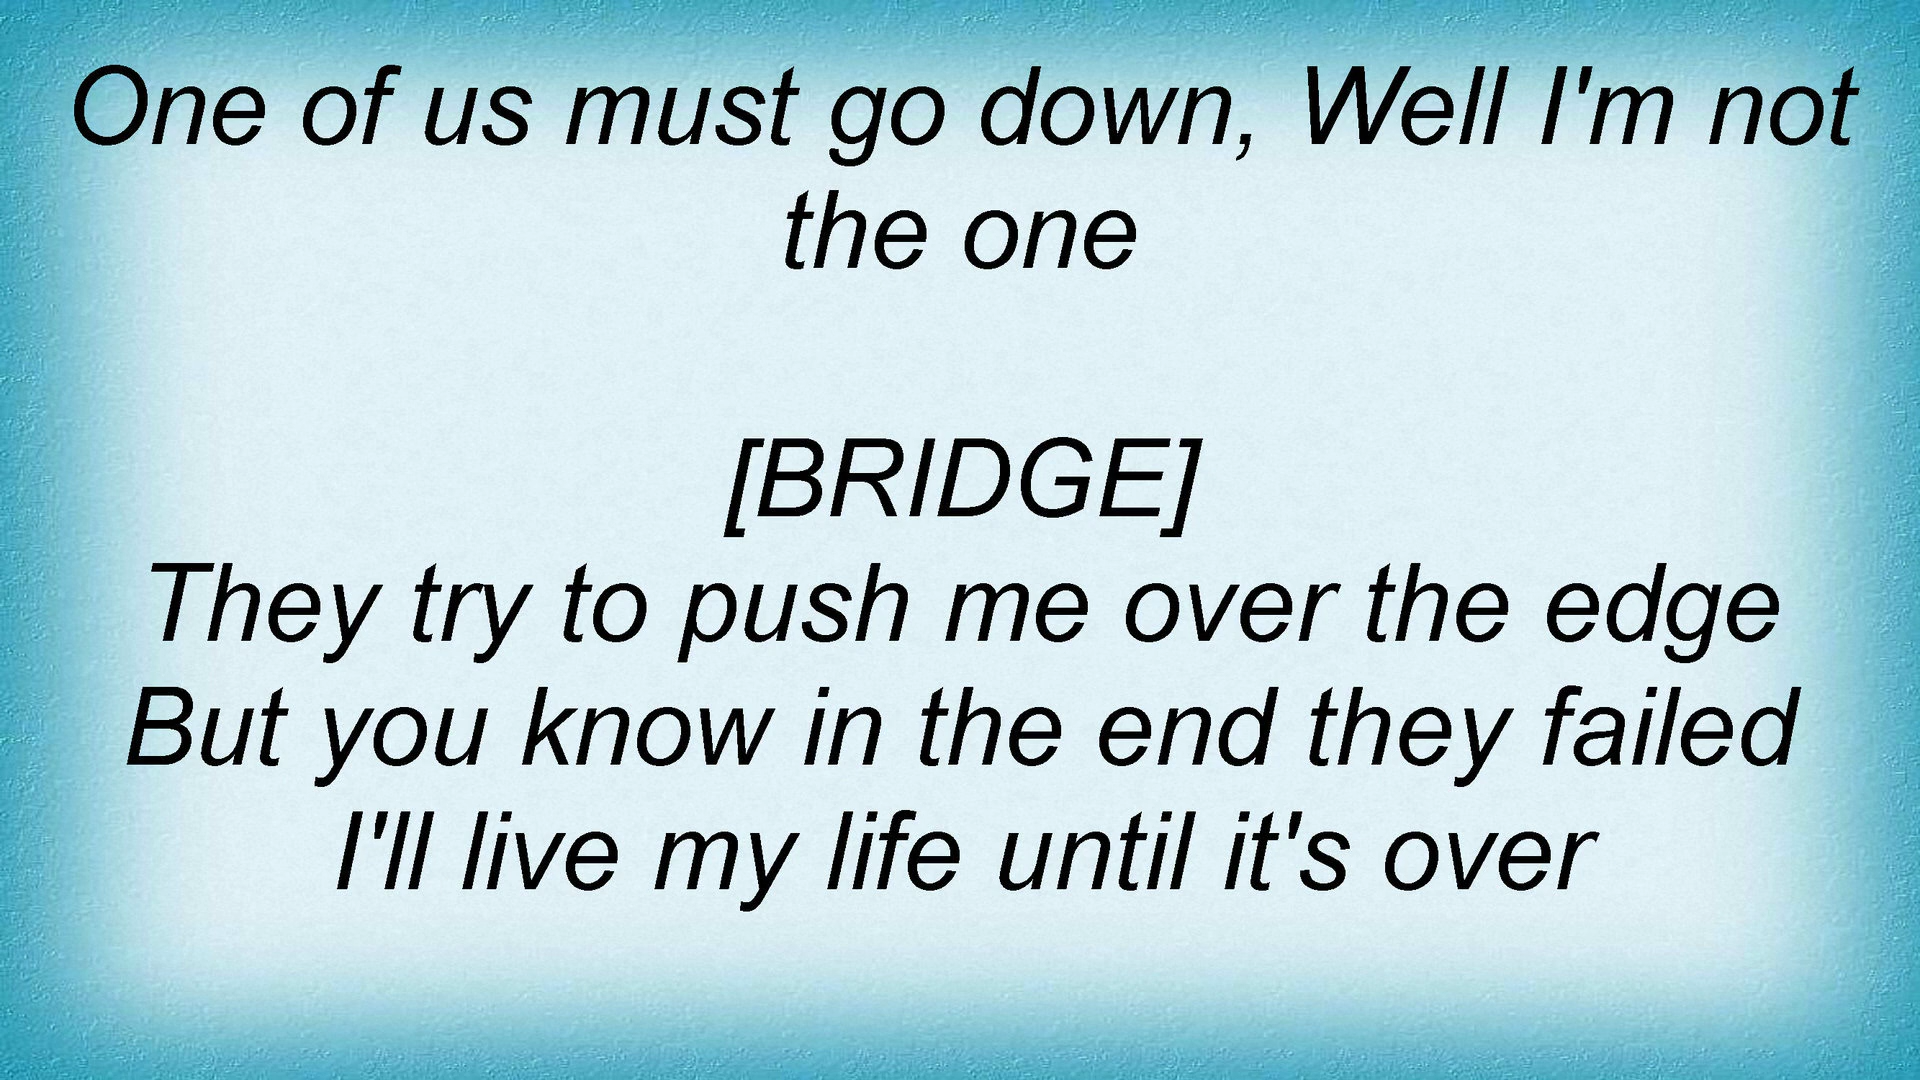 One of us must go down, Well I'm not
the one
[BRIDGE]
They try to push me over the edge
But you know in the end they failed
I'll live my life until it's over